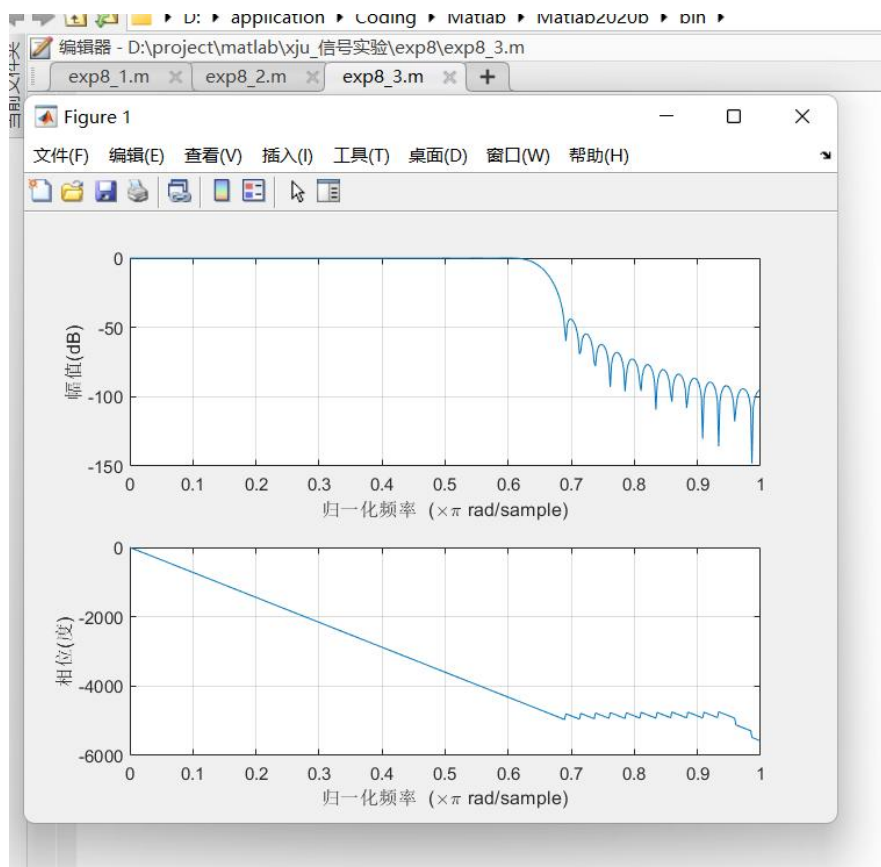 D: application Coding Matlab Matlab2020b bin
编辑器 - D:\project\matlab\xju_信号实验\exp8\exp8_3.m
exp8_1.m exp8_2.m exp8_3.m +
当前文件夹
Figure 1
文件(F) 编辑(E) 查看(V) 插入(I) 工具(T) 桌面(D) 窗口(W) 帮助(H)
0
-50
-100
-150
幅值(dB)
0 0.1 0.2 0.3 0.4 0.5 0.6 0.7 0.8 0.9 1
归一化频率 (×π rad/sample)
0
-2000
-4000
-6000
相位(度)
0 0.1 0.2 0.3 0.4 0.5 0.6 0.7 0.8 0.9 1
归一化频率 (×π rad/sample)